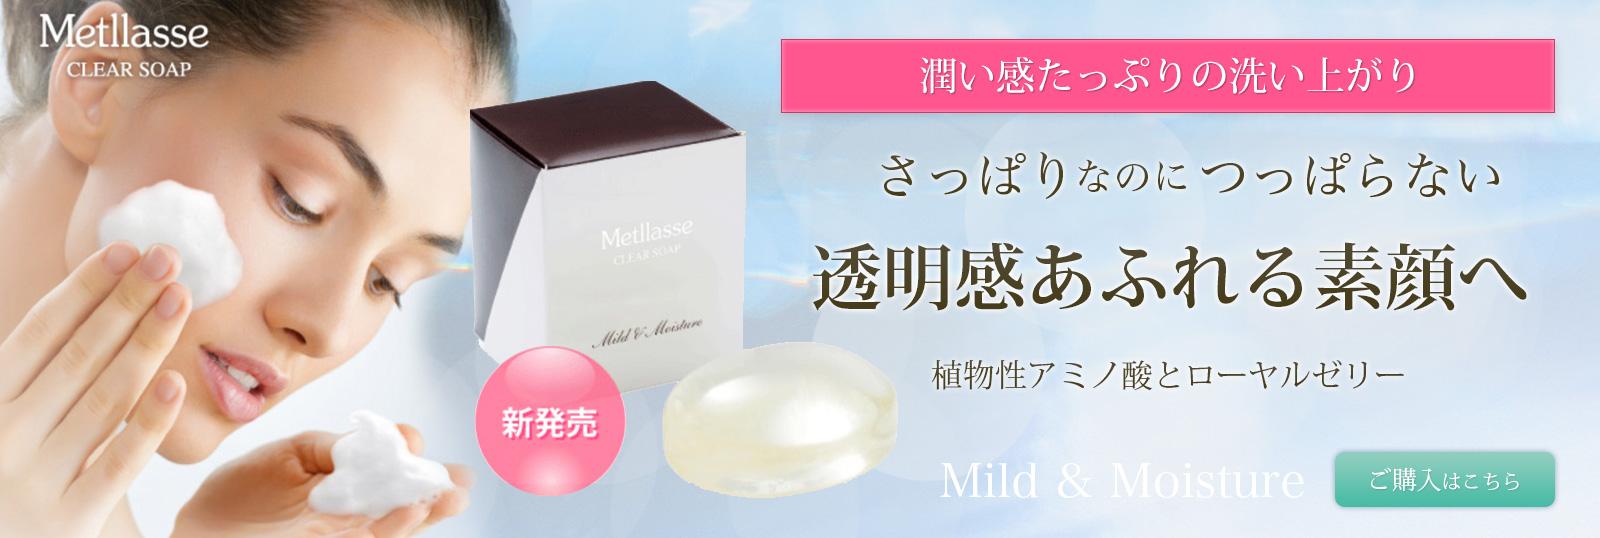 Metllasse
CLEAR SOAP
潤い感たっぷりの洗い上がり
さっぱりなのに つっぱらない
透明感あふれる素顔へ
植物性アミノ酸とローヤルゼリー
Metllasse
CLEAR SOAP
Mild & Moisture
新発売
Mild & Moisture
ご購入はこちら